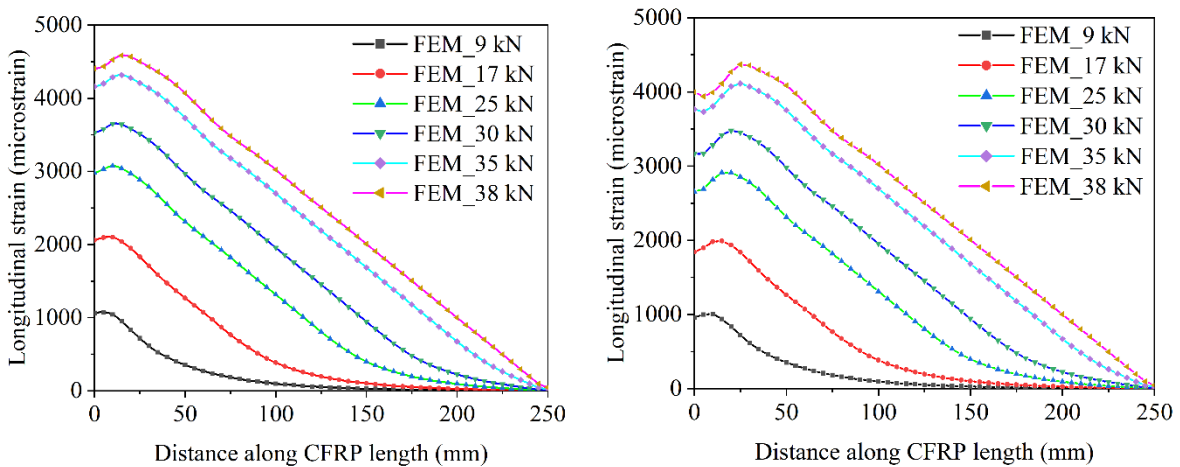 5000
4000
3000
2000
1000
0
Longitudinal strain (microstrain)
FEM_9 kN
FEM_17 kN
FEM_25 kN
FEM_30 kN
FEM_35 kN
FEM_38 kN
0 50 100 150 200 250
Distance along CFRP length (mm)
5000
4000
3000
2000
1000
0
Longitudinal strain (microstrain)
FEM_9 kN
FEM_17 kN
FEM_25 kN
FEM_30 kN
FEM_35 kN
FEM_38 kN
0 50 100 150 200 250
Distance along CFRP length (mm)